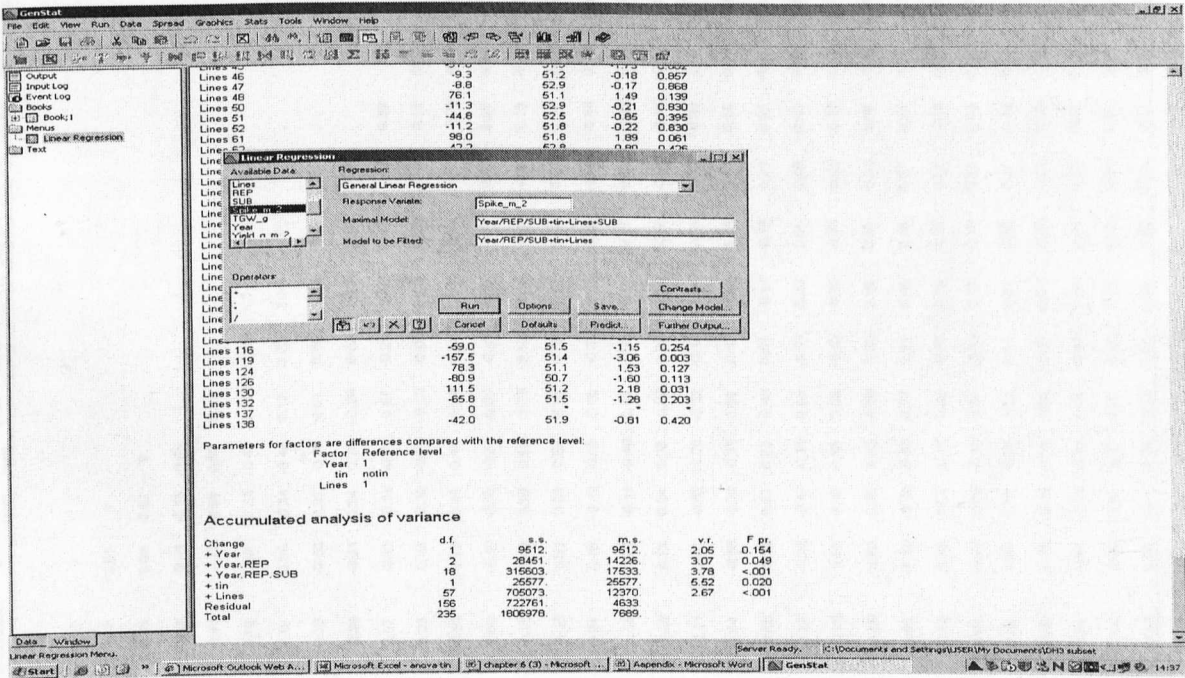 GenStat
File Edit View Run Data Spread Graphics Stats Tools Window Help
Output
Input Log
Event Log
Books
Book;1
Menus
Linear Regression
Text
Lines 46 -9.3 51.2 -0.18 0.857
Lines 47 -8.8 52.9 -0.17 0.868
Lines 48 76.1 51.1 1.49 0.139
Lines 50 -11.3 52.9 -0.21 0.830
Lines 51 -44.8 52.5 -0.85 0.395
Lines 52 -11.2 51.8 -0.22 0.830
Lines 61 98.0 51.8 1.89 0.061
Linear Regression
Available Data:
Lines
REP
SUB
Spike_m_2
TGW_g
Year
Yield_g_m_2
Regression:
General Linear Regression
Response Variate: Spike_m_2
Maximal Model: Year/REP/SUB+tin+Lines+SUB
Model to be Fitted: Year/REP/SUB+tin+Lines
Operators:
Contrasts...
Run Options... Save... Change Model...
Cancel Defaults Predict... Further Output...
Lines 116 -59.0 51.5 -1.15 0.254
Lines 119 -157.5 51.4 -3.06 0.003
Lines 124 78.3 51.1 1.53 0.127
Lines 126 -80.9 50.7 -1.60 0.113
Lines 130 111.5 51.2 2.18 0.031
Lines 132 -65.8 51.5 -1.28 0.203
Lines 137 0 * * *
Lines 138 -42.0 51.9 -0.81 0.420
Parameters for factors are differences compared with the reference level:
Factor Reference level
Year 1
tin notin
Lines 1
Accumulated analysis of variance
Change d.f. s.s. m.s. v.r. F pr.
+ Year 1 9512. 9512. 2.05 0.154
+ Year.REP 2 28451. 14226. 3.07 0.049
+ Year.REP.SUB 18 315603. 17533. 3.78 <.001
+ tin 1 25577. 25577. 5.52 0.020
+ Lines 57 705073. 12370. 2.67 <.001
Residual 156 722761. 4633.
Total 235 1806978. 7689.
Data Window
Linear Regression Menu.
Server Ready. C:\Documents and Settings\USER\My Documents\DH3 subset
Start Microsoft Outlook Web A... Microsoft Excel - anova tin chapter 6 (3) - Microsoft ... Aapendix - Microsoft Word GenStat 14:37